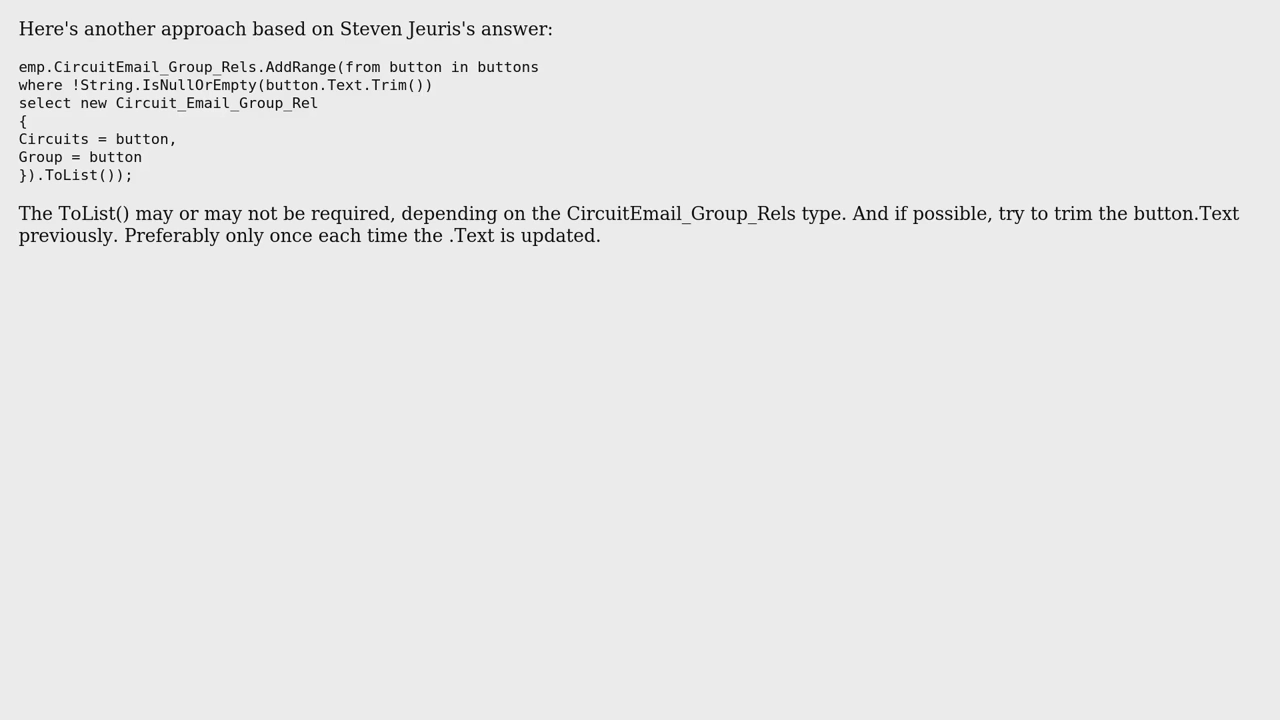 Here's another approach based on Steven Jeuris's answer:
emp.CircuitEmail_Group_Rels.AddRange(from button in buttons
where !String.IsNullOrEmpty(button.Text.Trim())
select new Circuit_Email_Group_Rel
{
Circuits = button,
Group = button
}).ToList());
The ToList() may or may not be required, depending on the CircuitEmail_Group_Rels type. And if possible, try to trim the button.Text
previously. Preferably only once each time the .Text is updated.